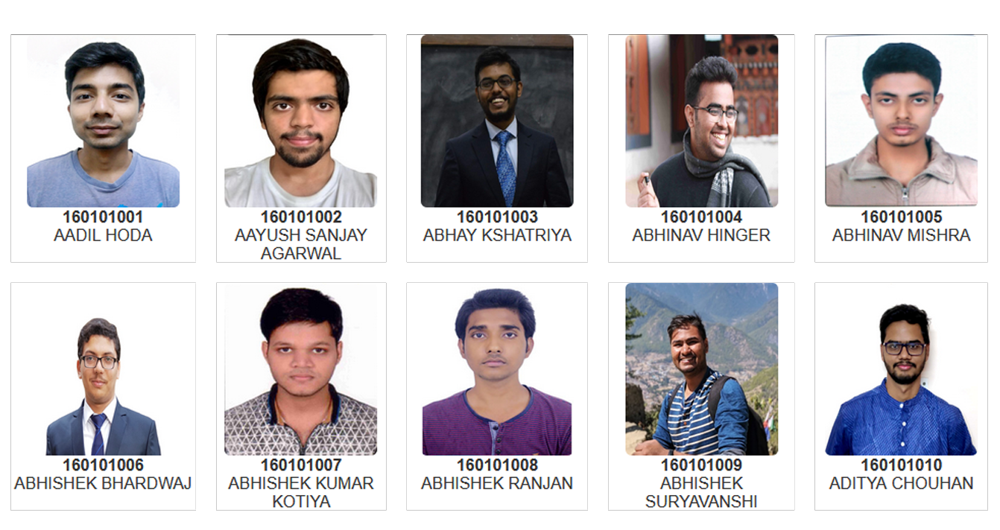 160101001
AADIL HODA
160101002
AAYUSH SANJAY
AGARWAL
160101003
ABHAY KSHATRIYA
160101004
ABHINAV HINGER
160101005
ABHINAV MISHRA
160101006
ABHISHEK BHARDWAJ
160101007
ABHISHEK KUMAR
KOTIYA
160101008
ABHISHEK RANJAN
160101009
ABHISHEK
SURYAVANSHI
160101010
ADITYA CHOUHAN